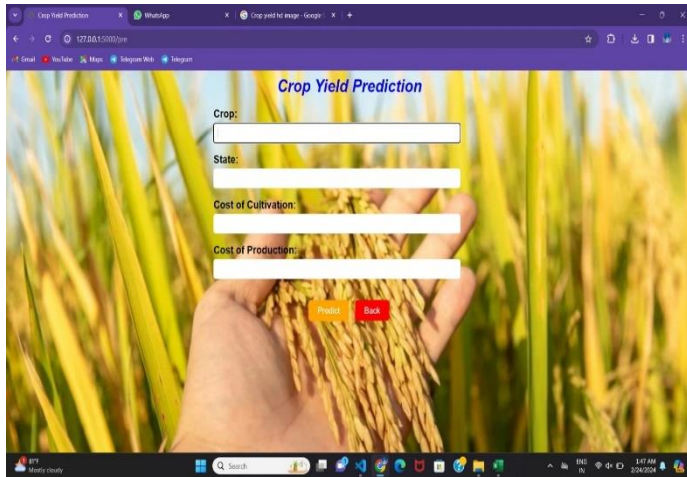 Crop Yield Prediction
WhatsApp
Crop yield hd image - Google
127.0.0.1:5000/pre
Gmail
YouTube
Maps
Telegram Web
Telegram
Crop Yield Prediction
Crop:
State:
Cost of Cultivation:
Cost of Production:
Predict Back
81°F
Mostly cloudy
Search
ENG
IN
1:47 AM
2/24/2024